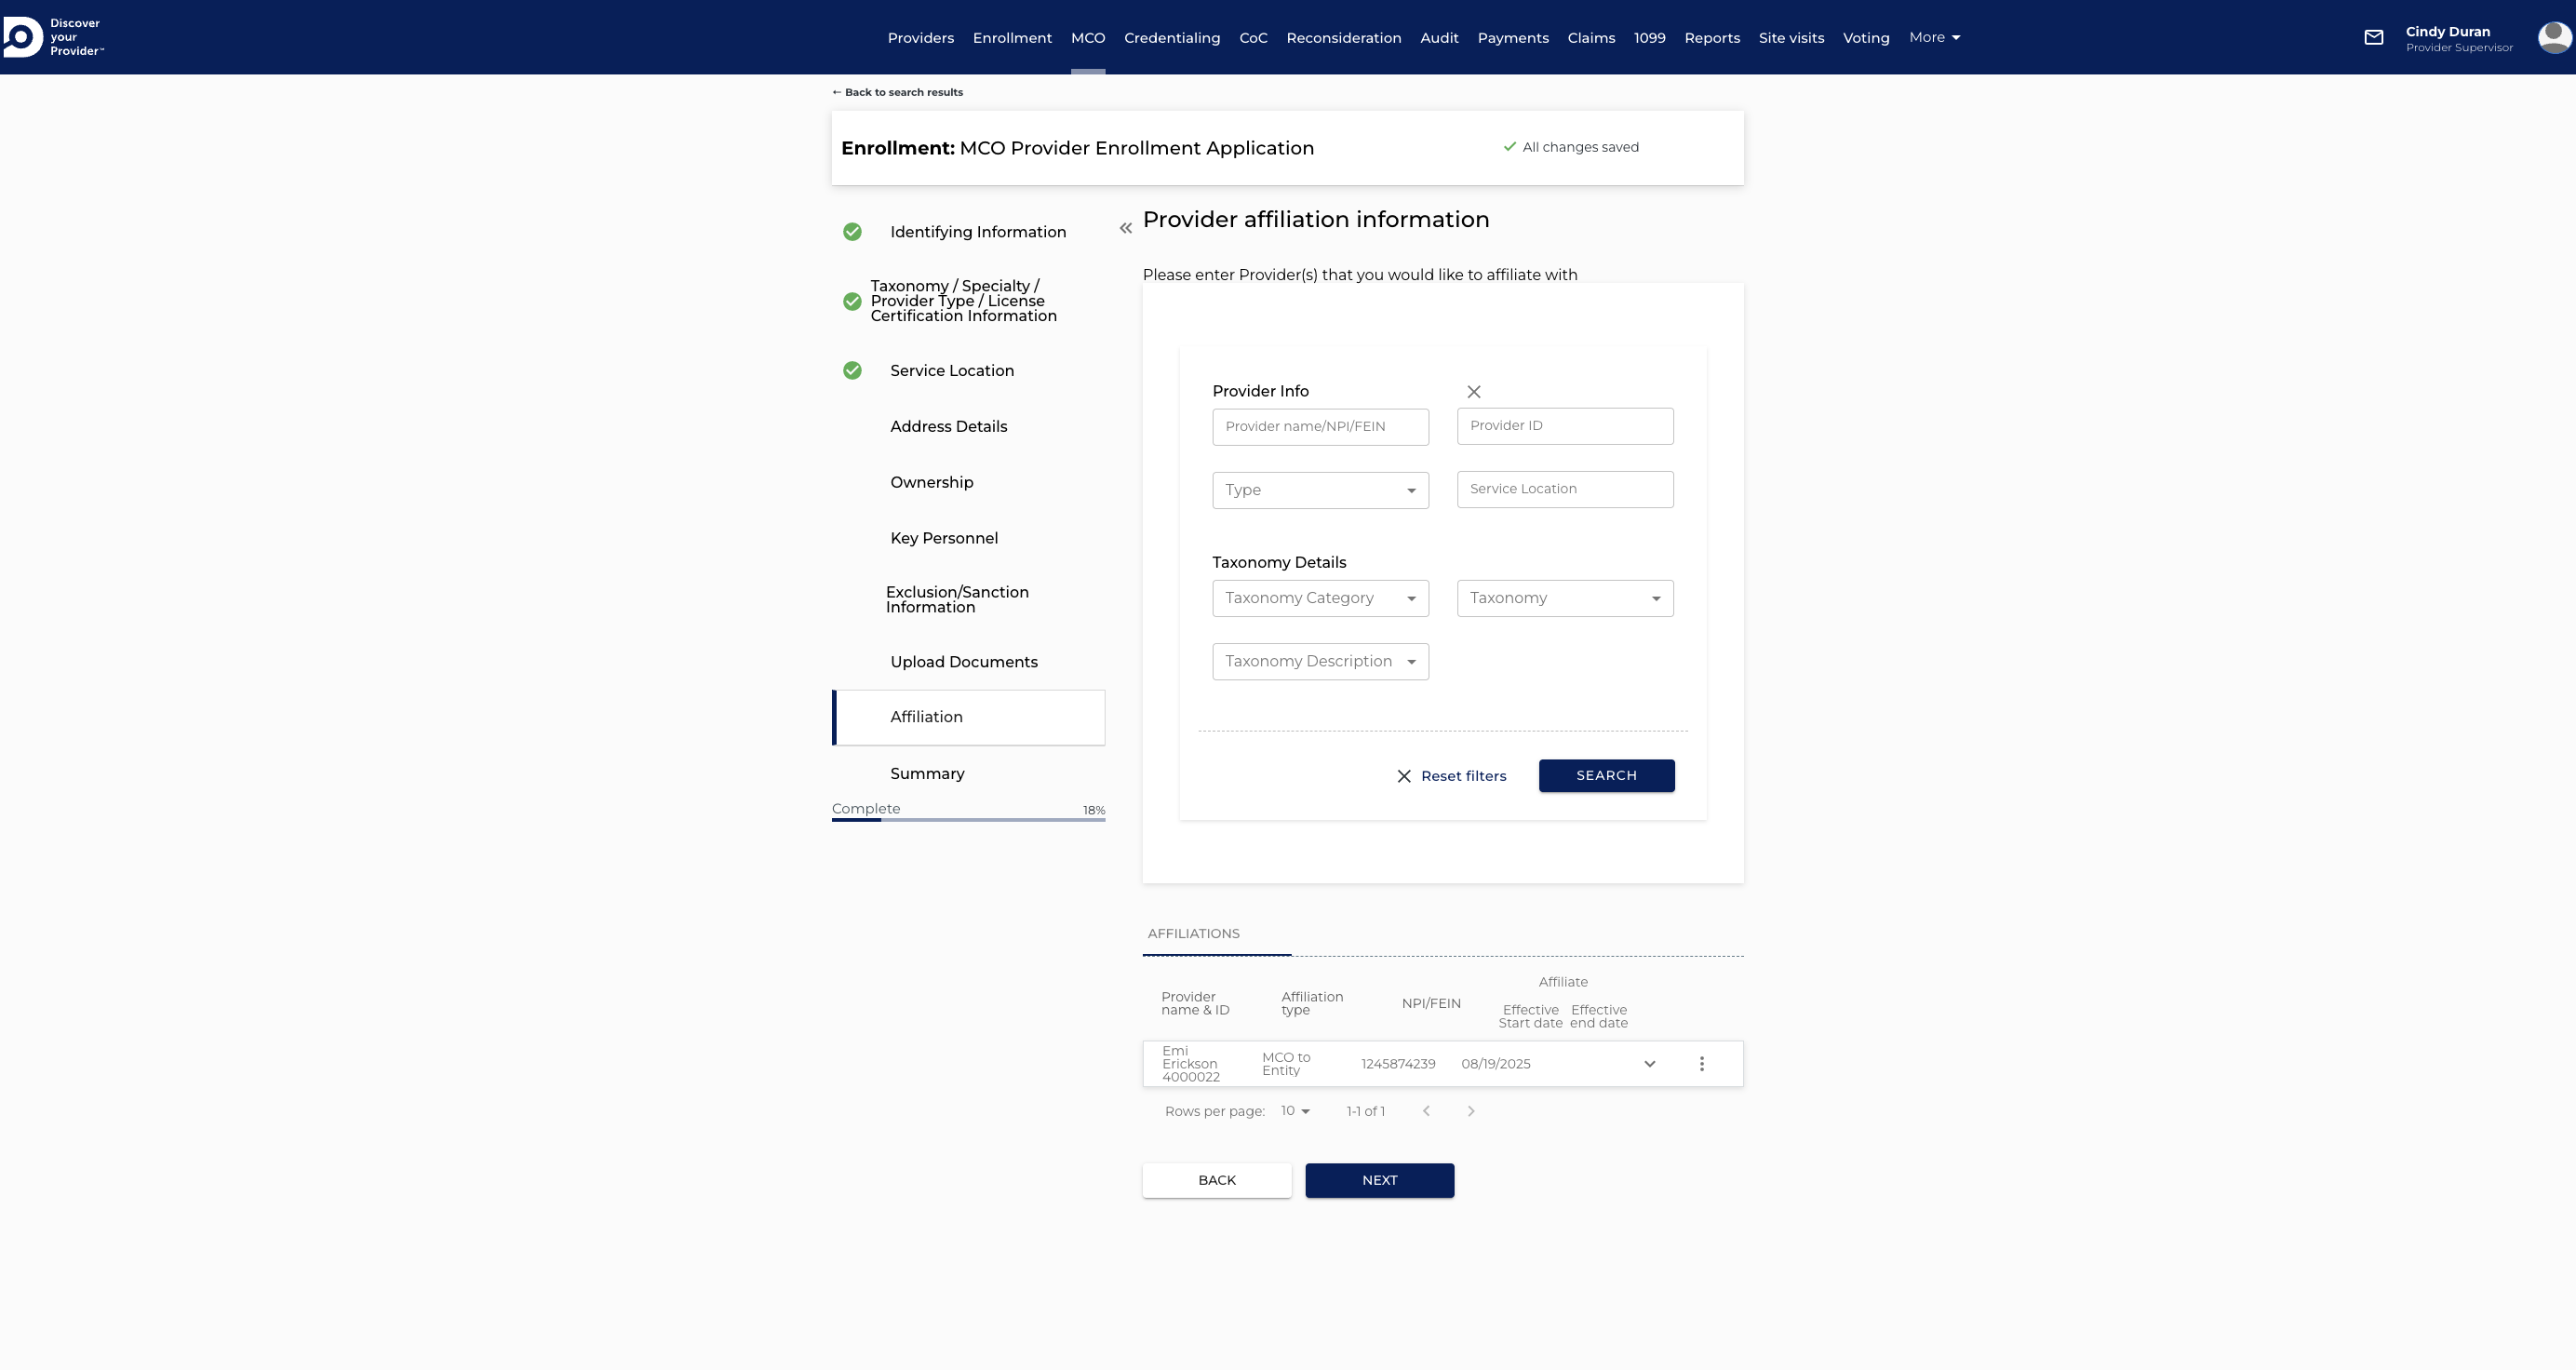 Discover
your
Provider™
Providers Enrollment MCO Credentialing CoC Reconsideration Audit Payments Claims 1099 Reports Site visits Voting More
Cindy Duran
Provider Supervisor
← Back to search results
Enrollment: MCO Provider Enrollment Application
All changes saved
Identifying Information
Taxonomy / Specialty /
Provider Type / License
Certification Information
Service Location
Address Details
Ownership
Key Personnel
Exclusion/Sanction
Information
Upload Documents
Affiliation
Summary
Complete 18%
Provider affiliation information
Please enter Provider(s) that you would like to affiliate with
Provider Info
Provider name/NPI/FEIN Provider ID
Type Service Location
Taxonomy Details
Taxonomy Category Taxonomy
Taxonomy Description
Reset filters SEARCH
AFFILIATIONS
Affiliate
Provider
name & ID
Affiliation
type
NPI/FEIN
Effective
Start date
Effective
end date
Emi
Erickson
4000022
MCO to
Entity
1245874239
08/19/2025
Rows per page: 10 1-1 of 1
BACK NEXT